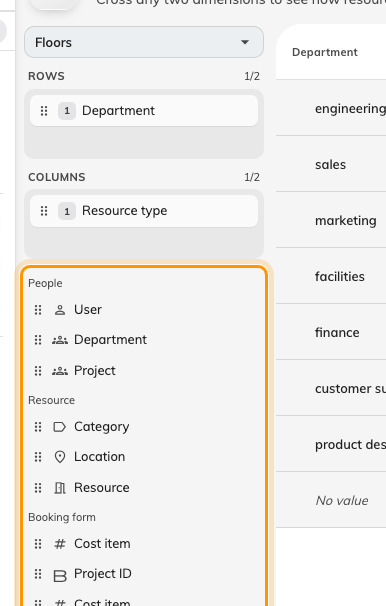 Cross any two dimensions to see how
Floors
ROWS 1/2
1 Department
COLUMNS 1/2
1 Resource type
People
User
Department
Project
Resource
Category
Location
Resource
Booking form
# Cost item
Project ID
# Cost item
Department
engineering
sales
marketing
facilities
finance
customer su
product des
No value